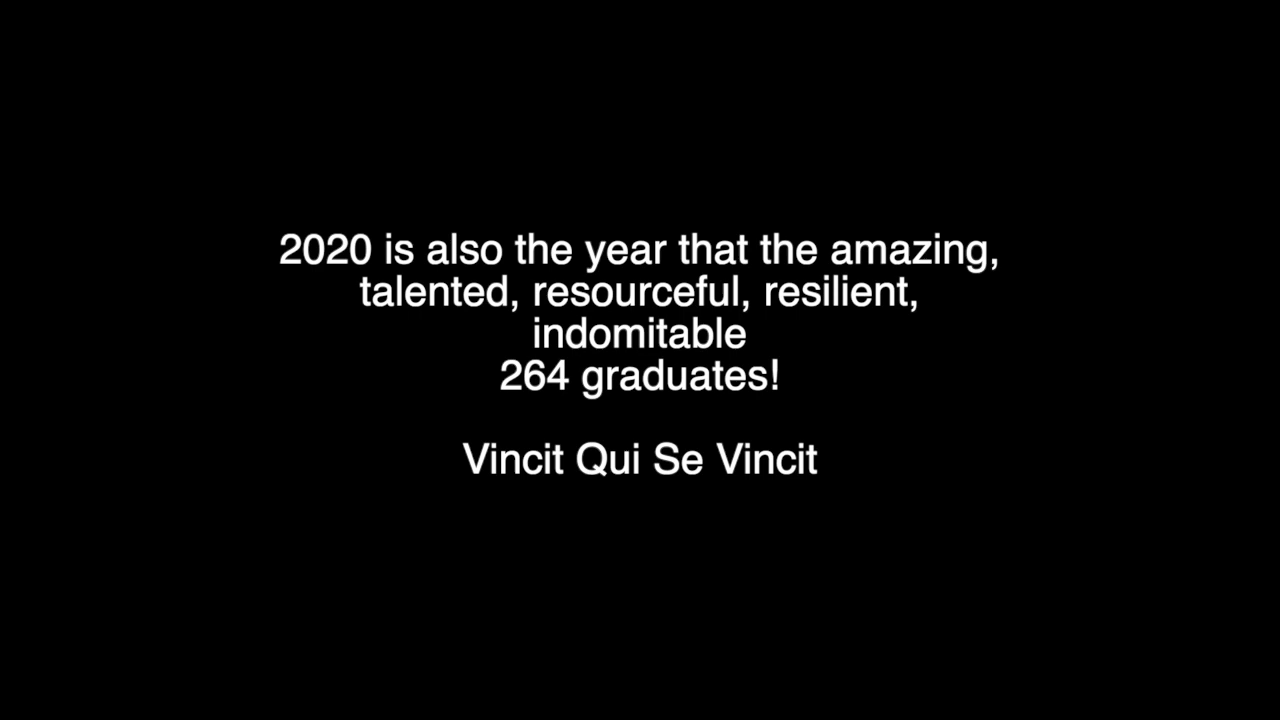 2020 is also the year that the amazing,
talented, resourceful, resilient,
indomitable
264 graduates!
Vincit Qui Se Vincit